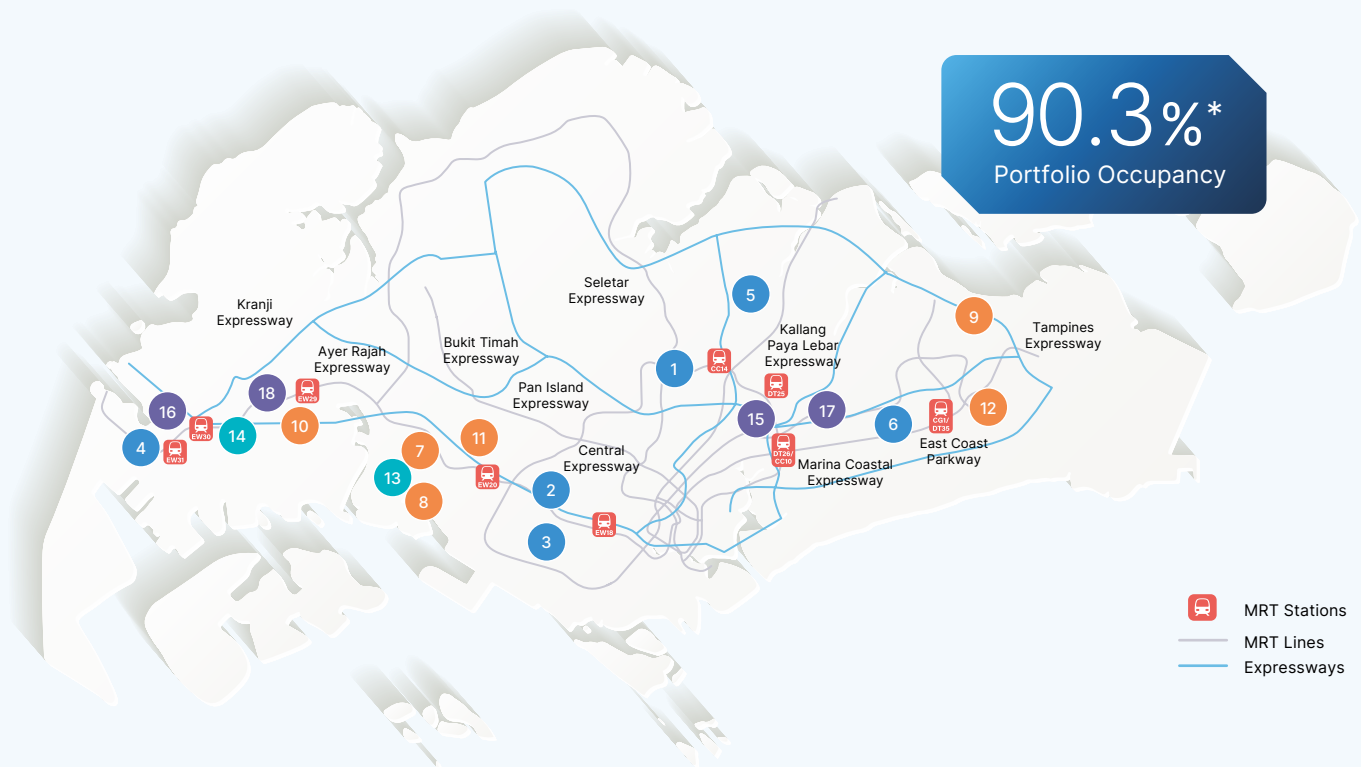 90.3%*
Portfolio Occupancy
Seletar
Expressway
5
Kranji
Expressway
9
Kallang
Paya Lebar
Expressway
Tampines
Expressway
Bukit Timah
Expressway
Ayer Rajah
Expressway
1
CC14
Pan Island
Expressway
DT25
18
EW29
16
15
17
12
CG1/
DT35
6
10
EW30
14
4
EW31
11
7
DT26/
CC10
East Coast
Parkway
Central
Expressway
Marina Coastal
Expressway
13
EW20
2
8
EW18
3
MRT Stations
MRT Lines
Expressways